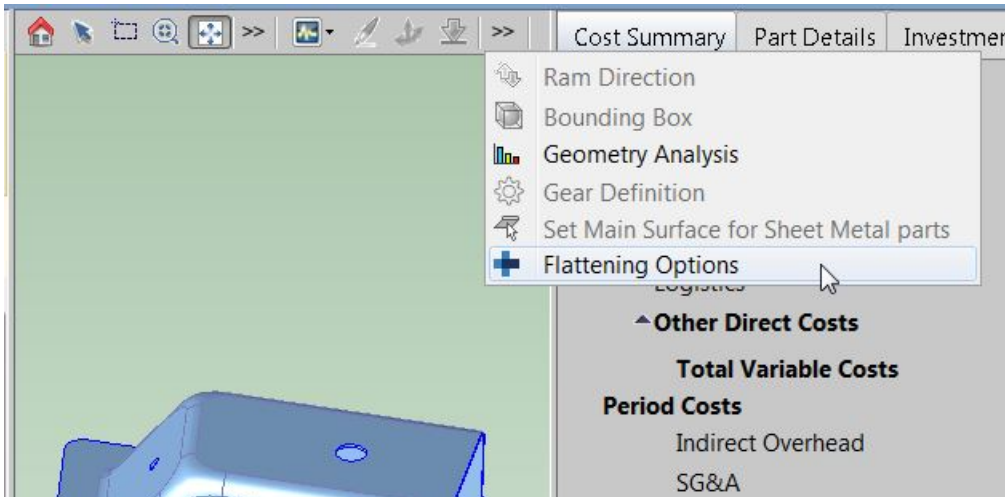 >>
>>
Cost Summary
Part Details
Investmen
Ram Direction
Bounding Box
Geometry Analysis
Gear Definition
Set Main Surface for Sheet Metal parts
Flattening Options
Logistics
Other Direct Costs
Total Variable Costs
Period Costs
Indirect Overhead
SG&A